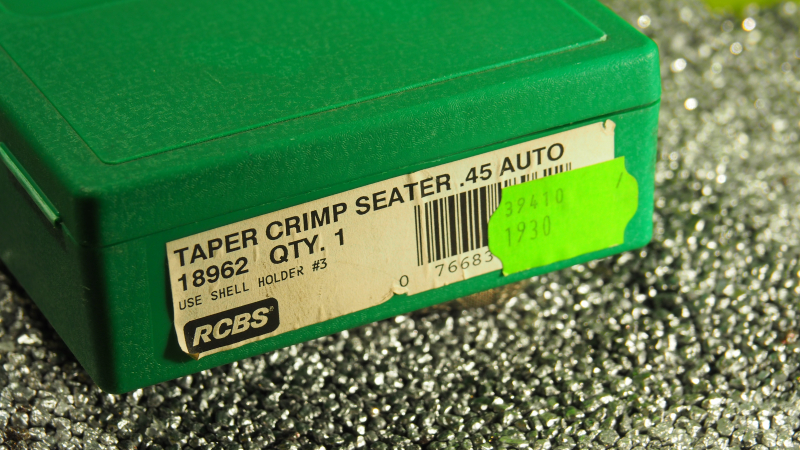 TAPER CRIMP SEATER .45 AUTO
18962 QTY. 1
USE SHELL HOLDER #3
RCBS®
0 76683
39410
1930